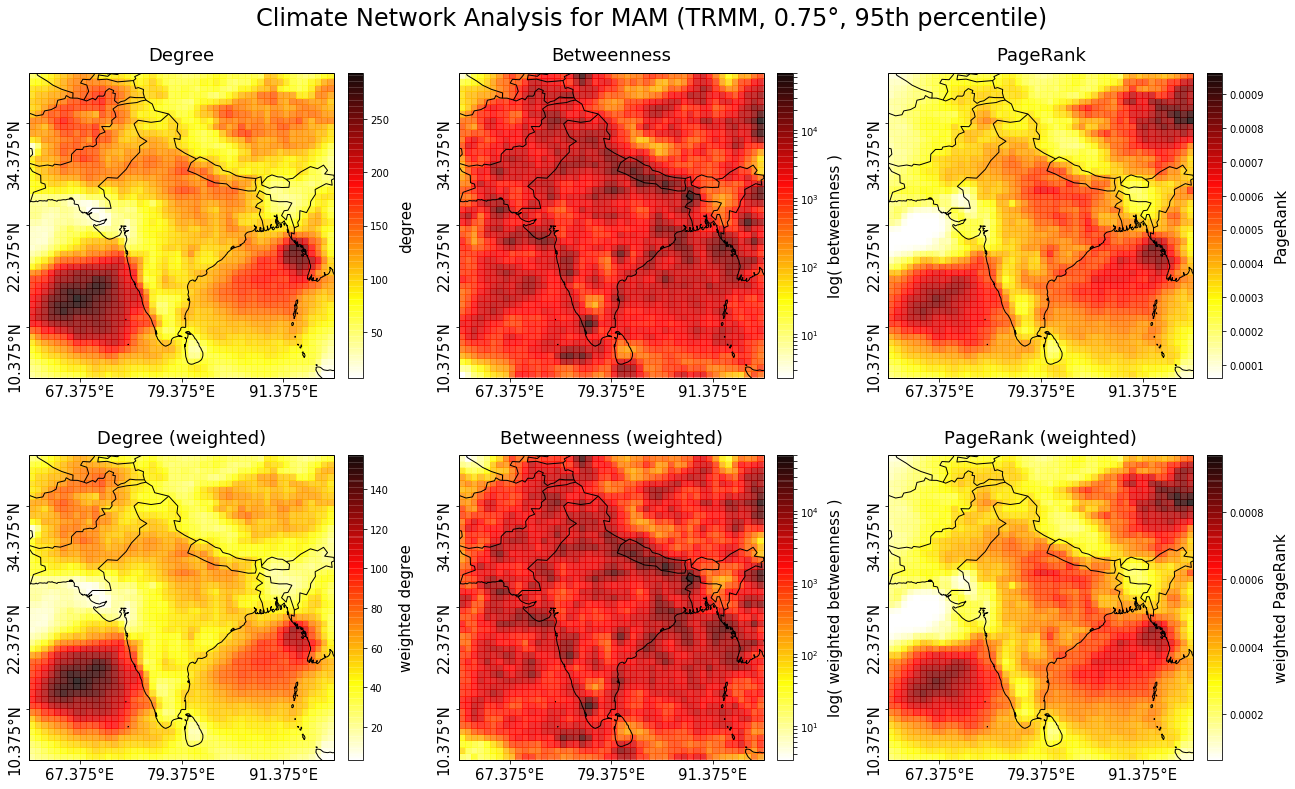 Climate Network Analysis for MAM (TRMM, 0.75°, 95th percentile)
Degree
34.375°N
22.375°N
10.375°N
67.375°E 79.375°E 91.375°E
250
200
150
100
50
degree
Betweenness
34.375°N
22.375°N
10.375°N
67.375°E 79.375°E 91.375°E
10⁴
10³
10²
10¹
log( betweenness )
PageRank
34.375°N
22.375°N
10.375°N
67.375°E 79.375°E 91.375°E
0.0009
0.0008
0.0007
0.0006
0.0005
0.0004
0.0003
0.0002
0.0001
PageRank
Degree (weighted)
34.375°N
22.375°N
10.375°N
67.375°E 79.375°E 91.375°E
140
120
100
80
60
40
20
weighted degree
Betweenness (weighted)
34.375°N
22.375°N
10.375°N
67.375°E 79.375°E 91.375°E
10⁴
10³
10²
10¹
log( weighted betweenness )
PageRank (weighted)
34.375°N
22.375°N
10.375°N
67.375°E 79.375°E 91.375°E
0.0008
0.0006
0.0004
0.0002
weighted PageRank